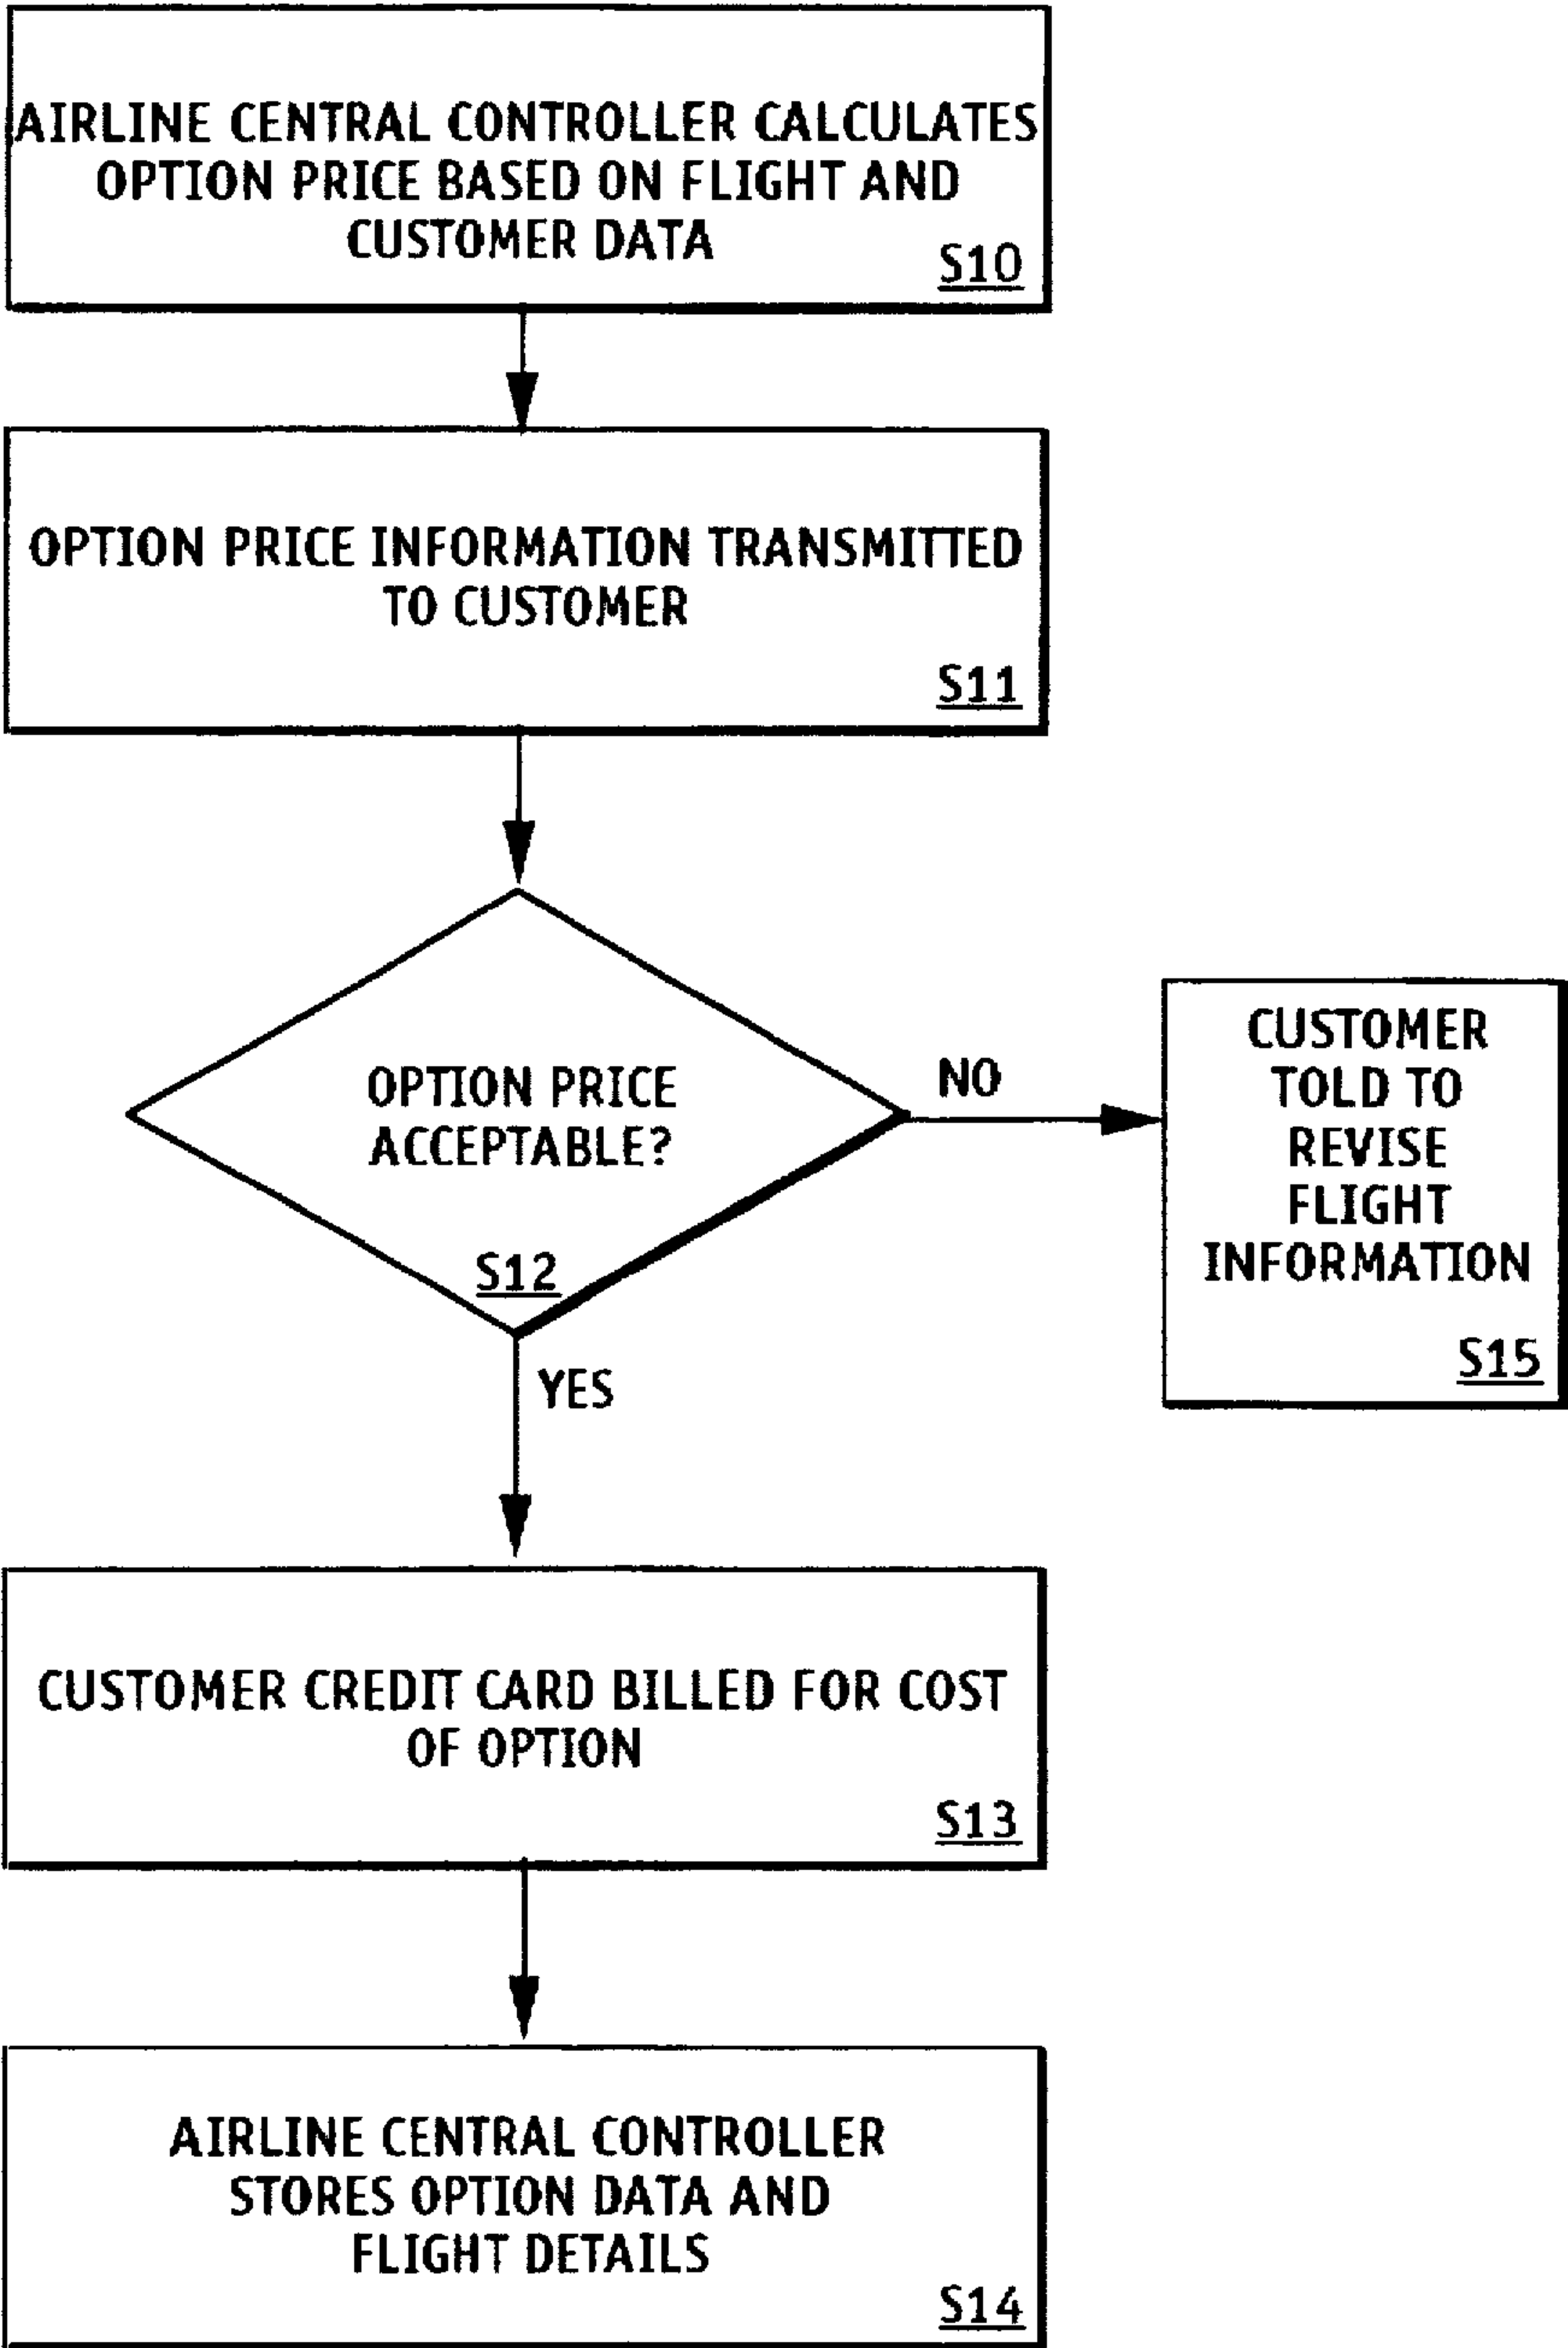 AIRLINE CENTRAL CONTROLLER CALCULATES
OPTION PRICE BASED ON FLIGHT AND
CUSTOMER DATA
S10
OPTION PRICE INFORMATION TRANSMITTED
TO CUSTOMER
S11
OPTION PRICE
ACCEPTABLE?
S12
NO
CUSTOMER
TOLD TO
REVISE
FLIGHT
INFORMATION
S15
YES
CUSTOMER CREDIT CARD BILLED FOR COST
OF OPTION
S13
AIRLINE CENTRAL CONTROLLER
STORES OPTION DATA AND
FLIGHT DETAILS
S14